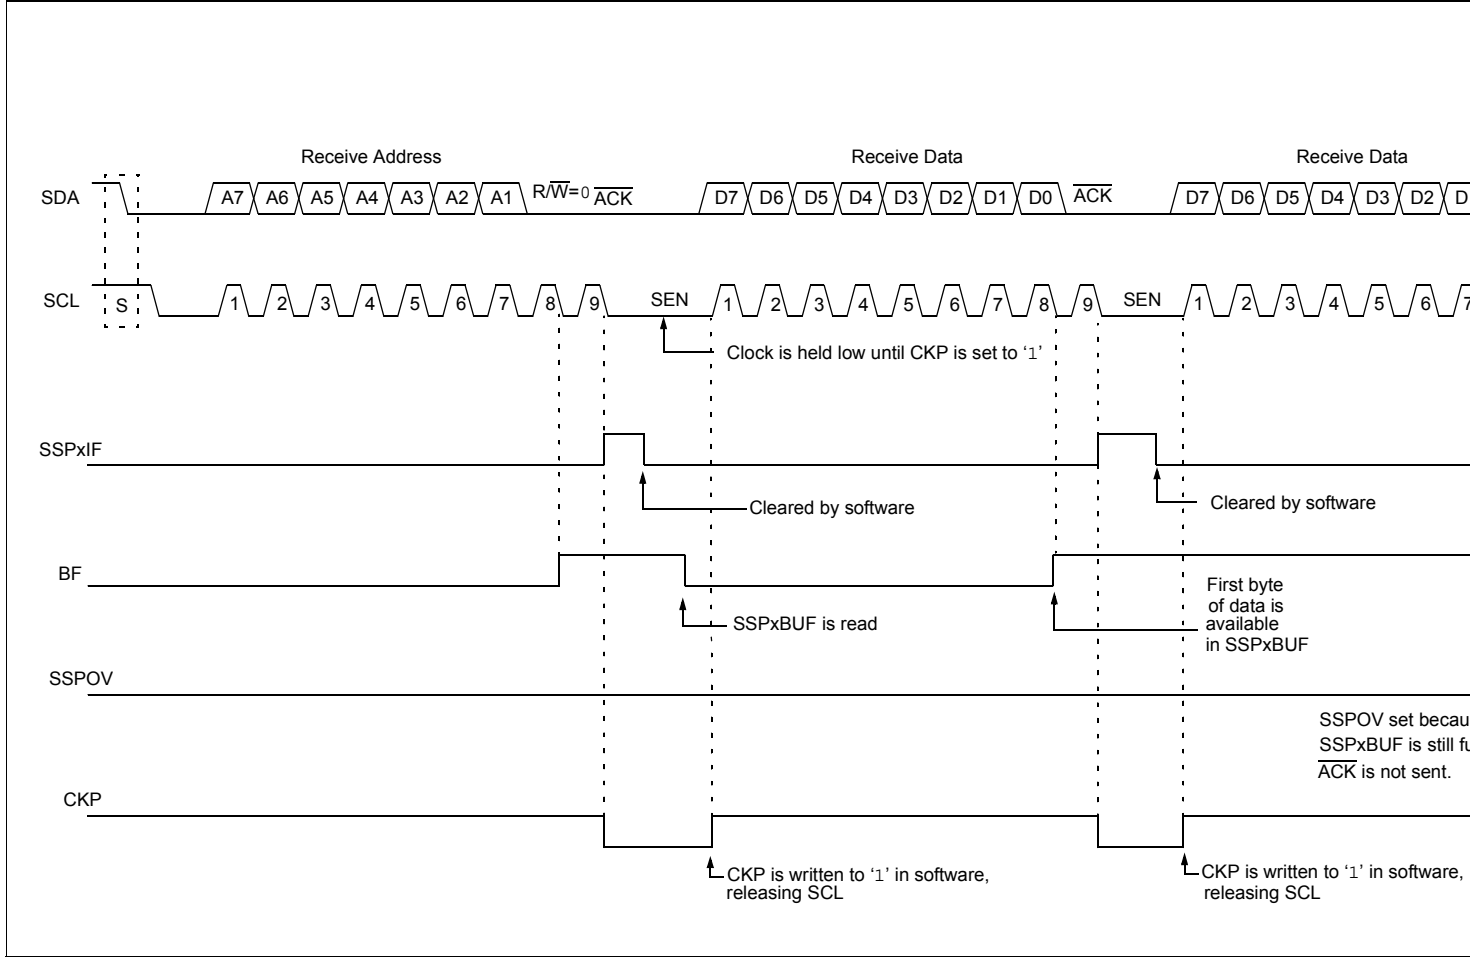 Receive Address
Receive Data
Receive Data
SDA
A7 A6 A5 A4 A3 A2 A1 R/W=0 ACK
D7 D6 D5 D4 D3 D2 D1 D0 ACK
D7 D6 D5 D4 D3 D2 D
SCL
S
1 2 3 4 5 6 7 8 9 SEN
1 2 3 4 5 6 7 8 9 SEN
1 2 3 4 5 6 7
Clock is held low until CKP is set to ‘1’
SSPxIF
Cleared by software
Cleared by software
BF
SSPxBUF is read
First byte
of data is
available
in SSPxBUF
SSPOV
SSPOV set becau
SSPxBUF is still fu
ACK is not sent.
CKP
CKP is written to ‘1’ in software,
releasing SCL
CKP is written to ‘1’ in software,
releasing SCL